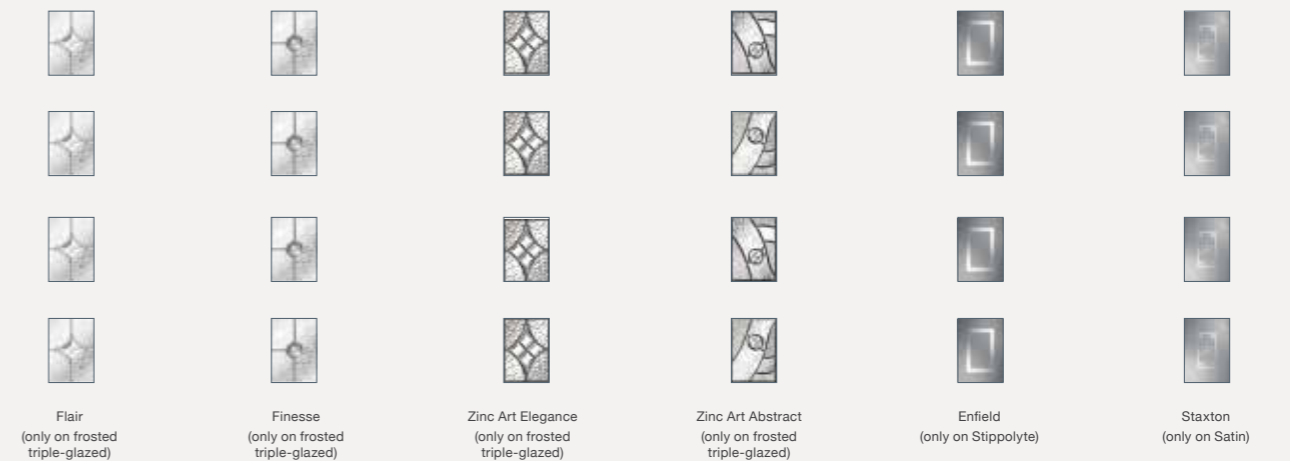 Flair
(only on frosted
triple-glazed)
Finesse
(only on frosted
triple-glazed)
Zinc Art Elegance
(only on frosted
triple-glazed)
Zinc Art Abstract
(only on frosted
triple-glazed)
Enfield
(only on Stippolyte)
Staxton
(only on Satin)